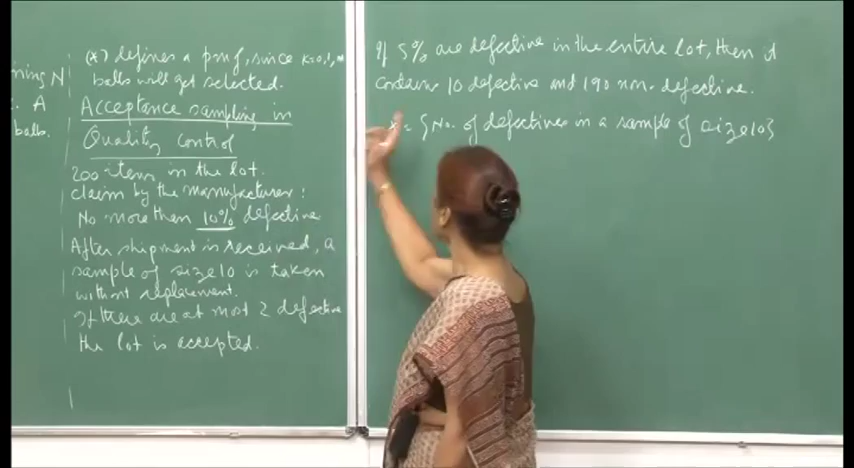 ning N
. A
balls.
(*) defines a pmf, since k=0,1,
balls will get selected.
Acceptance sampling in
Quality control
200 items in the lot.
claim by the manufacturer:
No more than 10% defective
After shipment is received, a
sample of size 10 is taken
without replacement.
If there are at most 2 defective
the lot is accepted.
If 5% are defective in the entire lot, then it
contains 10 defective and 190 non-defective.
X = { No. of defectives in a sample of size 10}